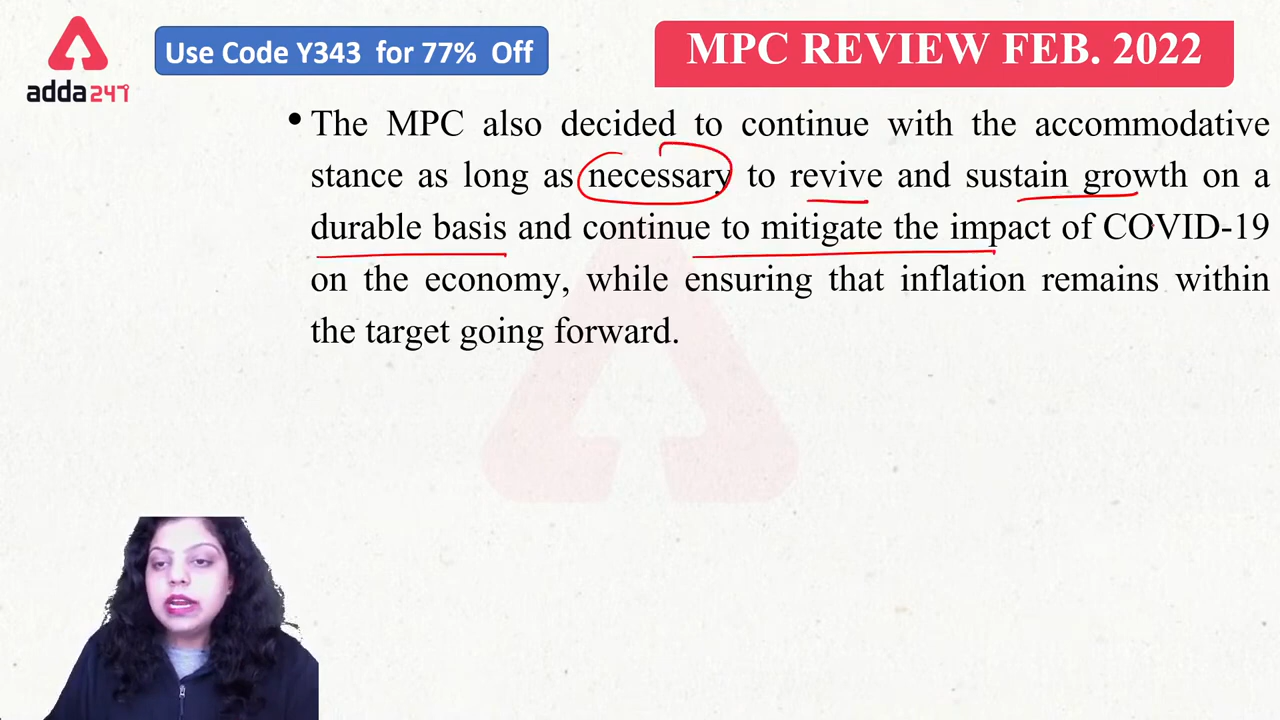 Use Code Y343 for 77% Off
MPC REVIEW FEB. 2022
adda247
• The MPC also decided to continue with the accommodative
stance as long as necessary to revive and sustain growth on a
durable basis and continue to mitigate the impact of COVID-19
on the economy, while ensuring that inflation remains within
the target going forward.